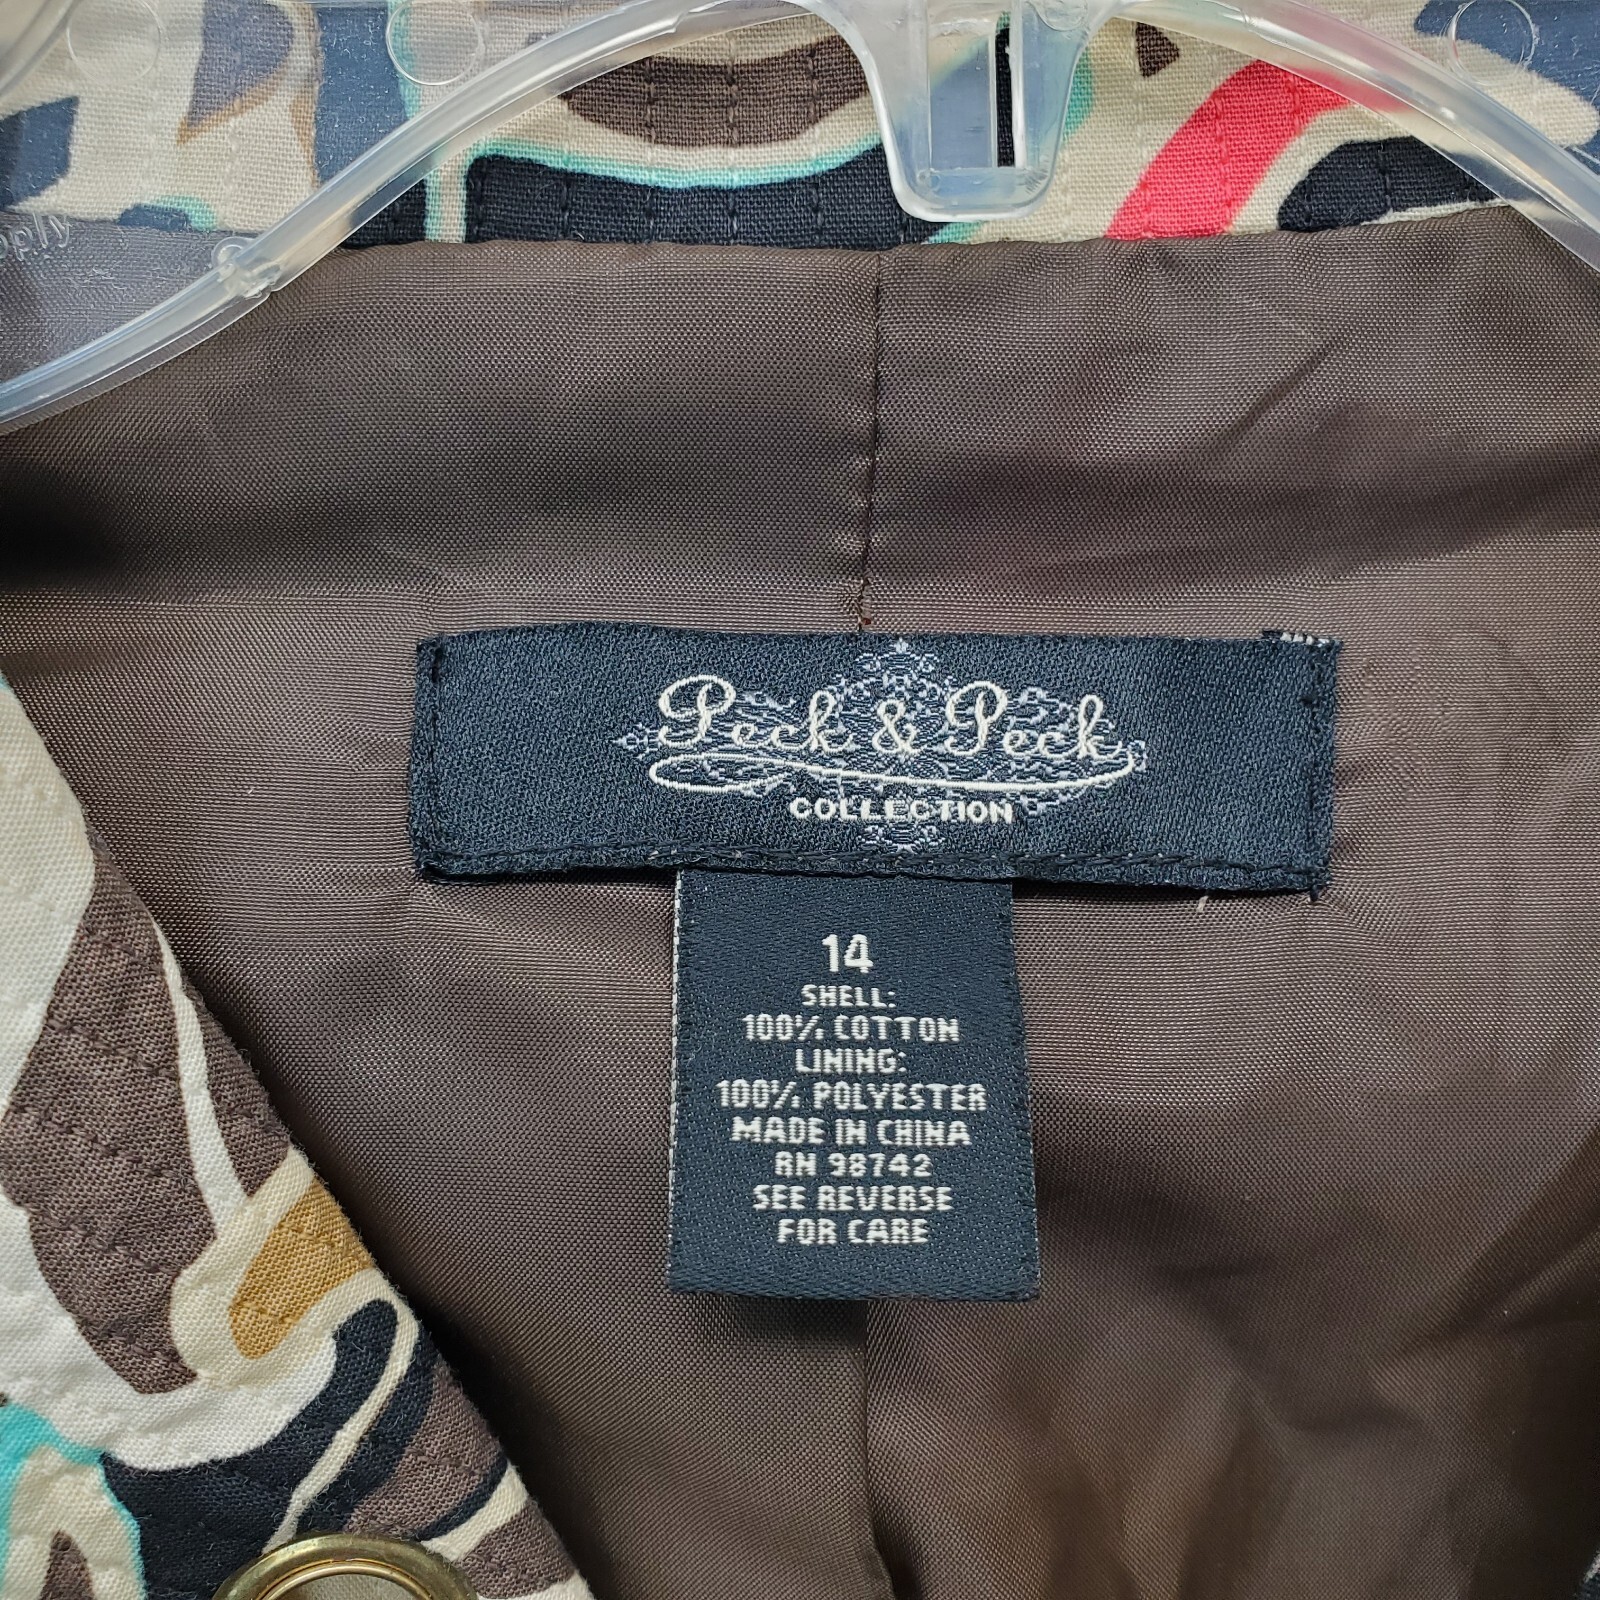 pply
Peck & Peck
COLLECTION
14
SHELL:
100% COTTON
LINING:
100% POLYESTER
MADE IN CHINA
RN 98742
SEE REVERSE
FOR CARE